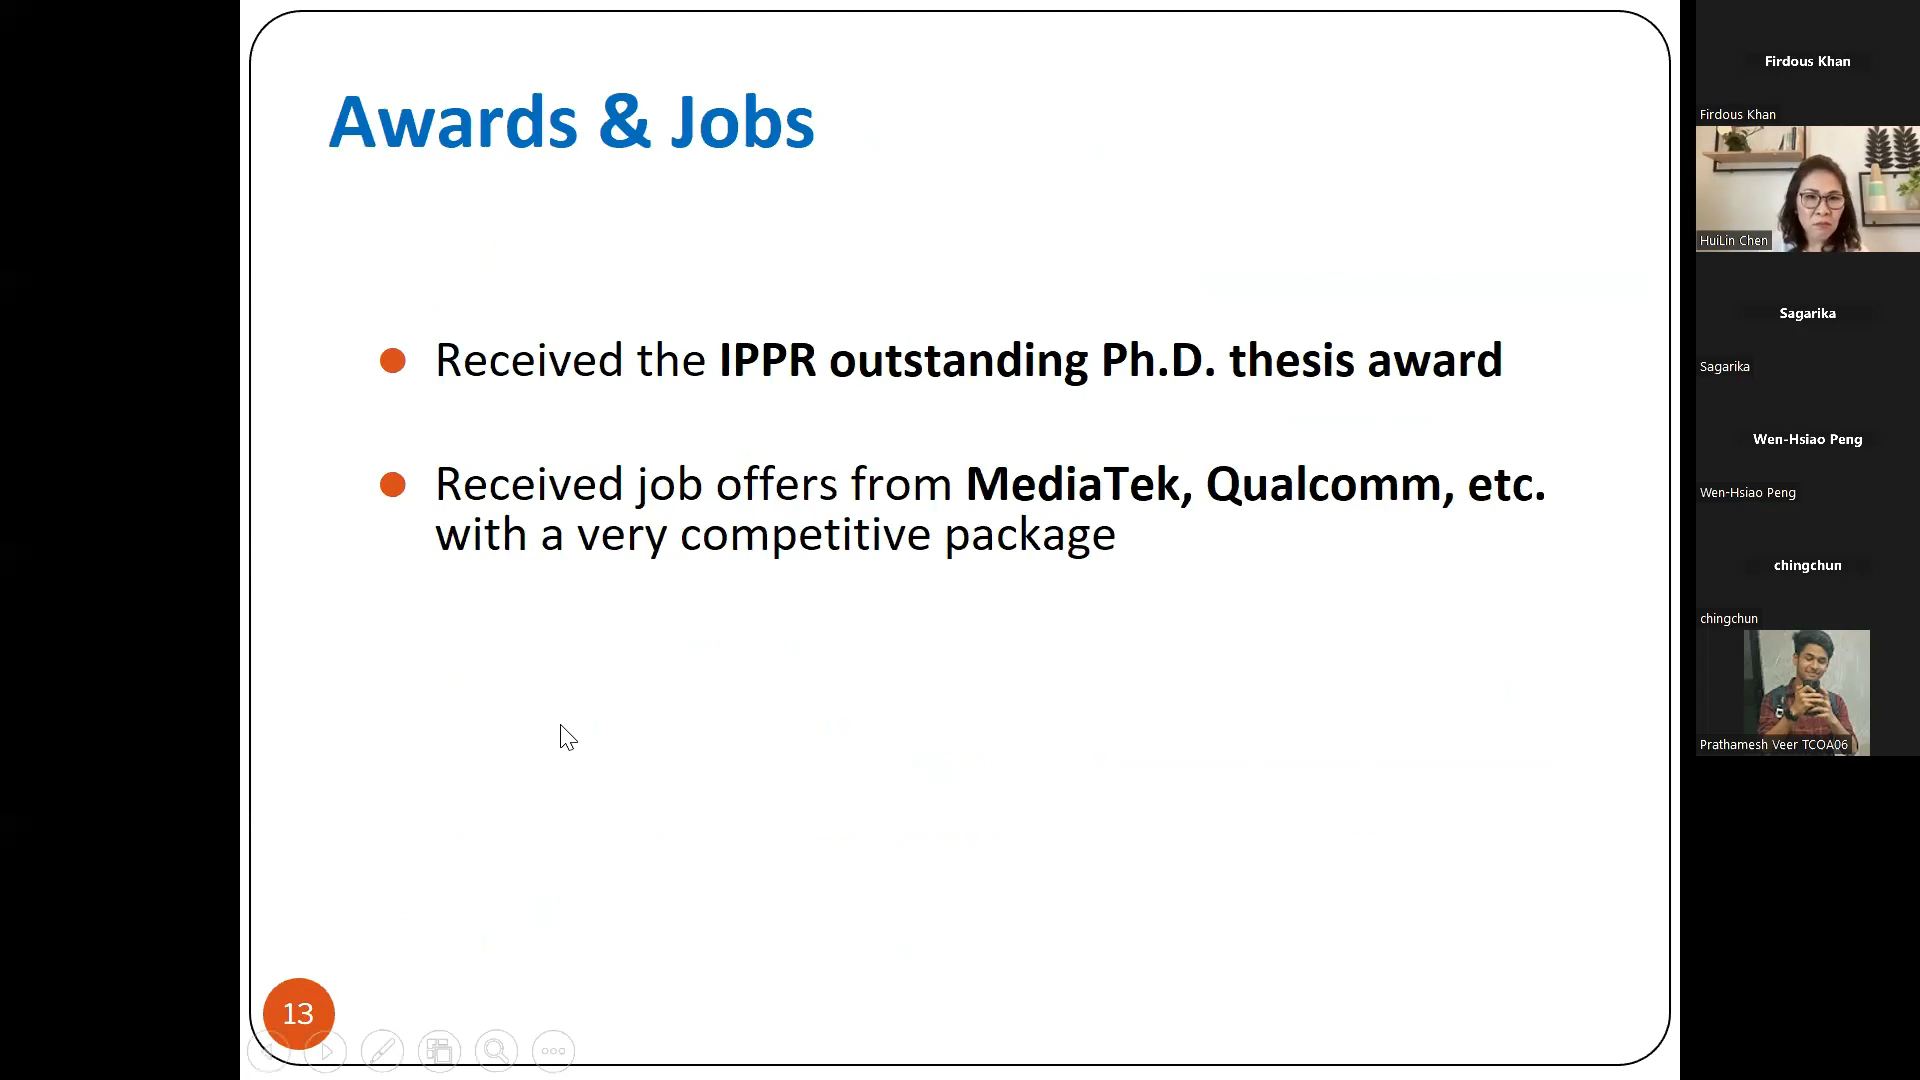 Awards & Jobs
Received the IPPR outstanding Ph.D. thesis award
Received job offers from MediaTek, Qualcomm, etc.
with a very competitive package
13
Firdous Khan
Firdous Khan
HuiLin Chen
Sagarika
Sagarika
Wen-Hsiao Peng
Wen-Hsiao Peng
chingchun
chingchun
Prathamesh Veer TCOA06